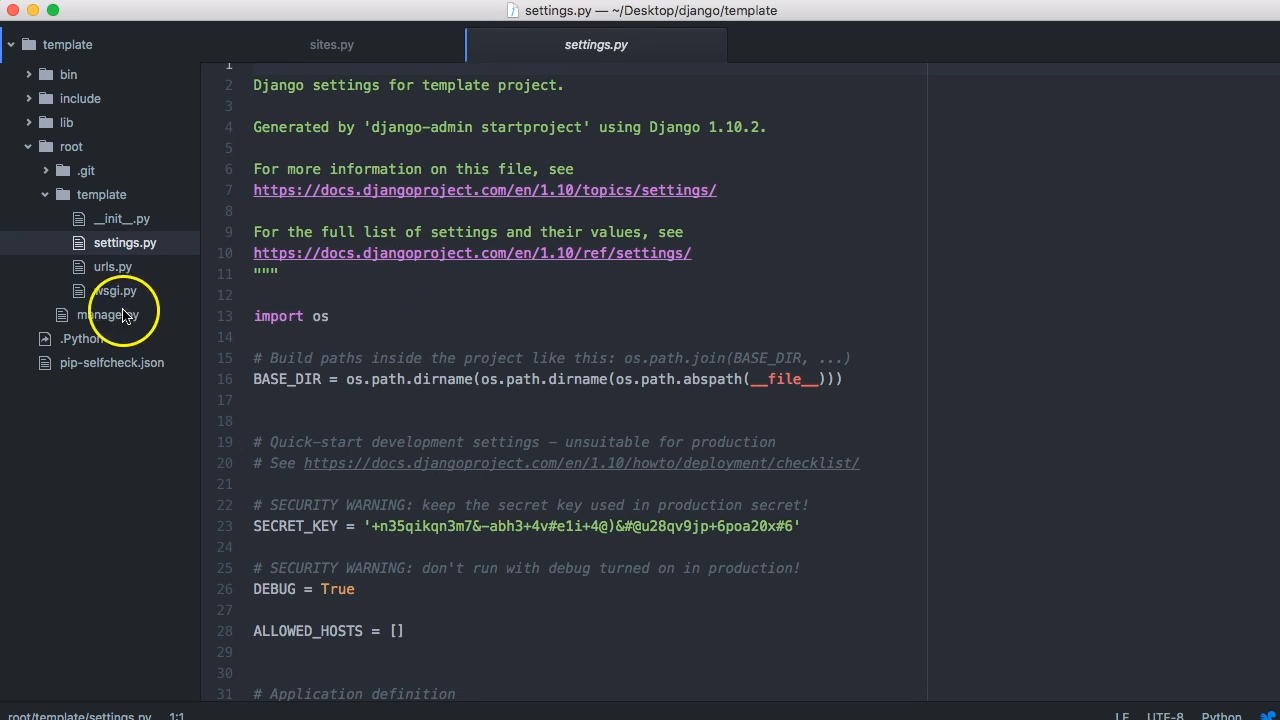 settings.py — ~/Desktop/django/template
template
sites.py
settings.py
bin
include
lib
root
.git
template
__init__.py
settings.py
urls.py
wsgi.py
manage.py
.Python
pip-selfcheck.json
1
2 Django settings for template project.
3
4 Generated by 'django-admin startproject' using Django 1.10.2.
5
6 For more information on this file, see
7 https://docs.djangoproject.com/en/1.10/topics/settings/
8
9 For the full list of settings and their values, see
10 https://docs.djangoproject.com/en/1.10/ref/settings/
11 """
12
13 import os
14
15 # Build paths inside the project like this: os.path.join(BASE_DIR, ...)
16 BASE_DIR = os.path.dirname(os.path.dirname(os.path.abspath(__file__)))
17
18
19 # Quick-start development settings - unsuitable for production
20 # See https://docs.djangoproject.com/en/1.10/howto/deployment/checklist/
21
22 # SECURITY WARNING: keep the secret key used in production secret!
23 SECRET_KEY = '+n35qikqn3m7&-abh3+4v#e1i+4@)&#@u28qv9jp+6poa20x#6'
24
25 # SECURITY WARNING: don't run with debug turned on in production!
26 DEBUG = True
27
28 ALLOWED_HOSTS = []
29
30
31 # Application definition
root/template/settings.py 1:1
LF UTF-8 Python